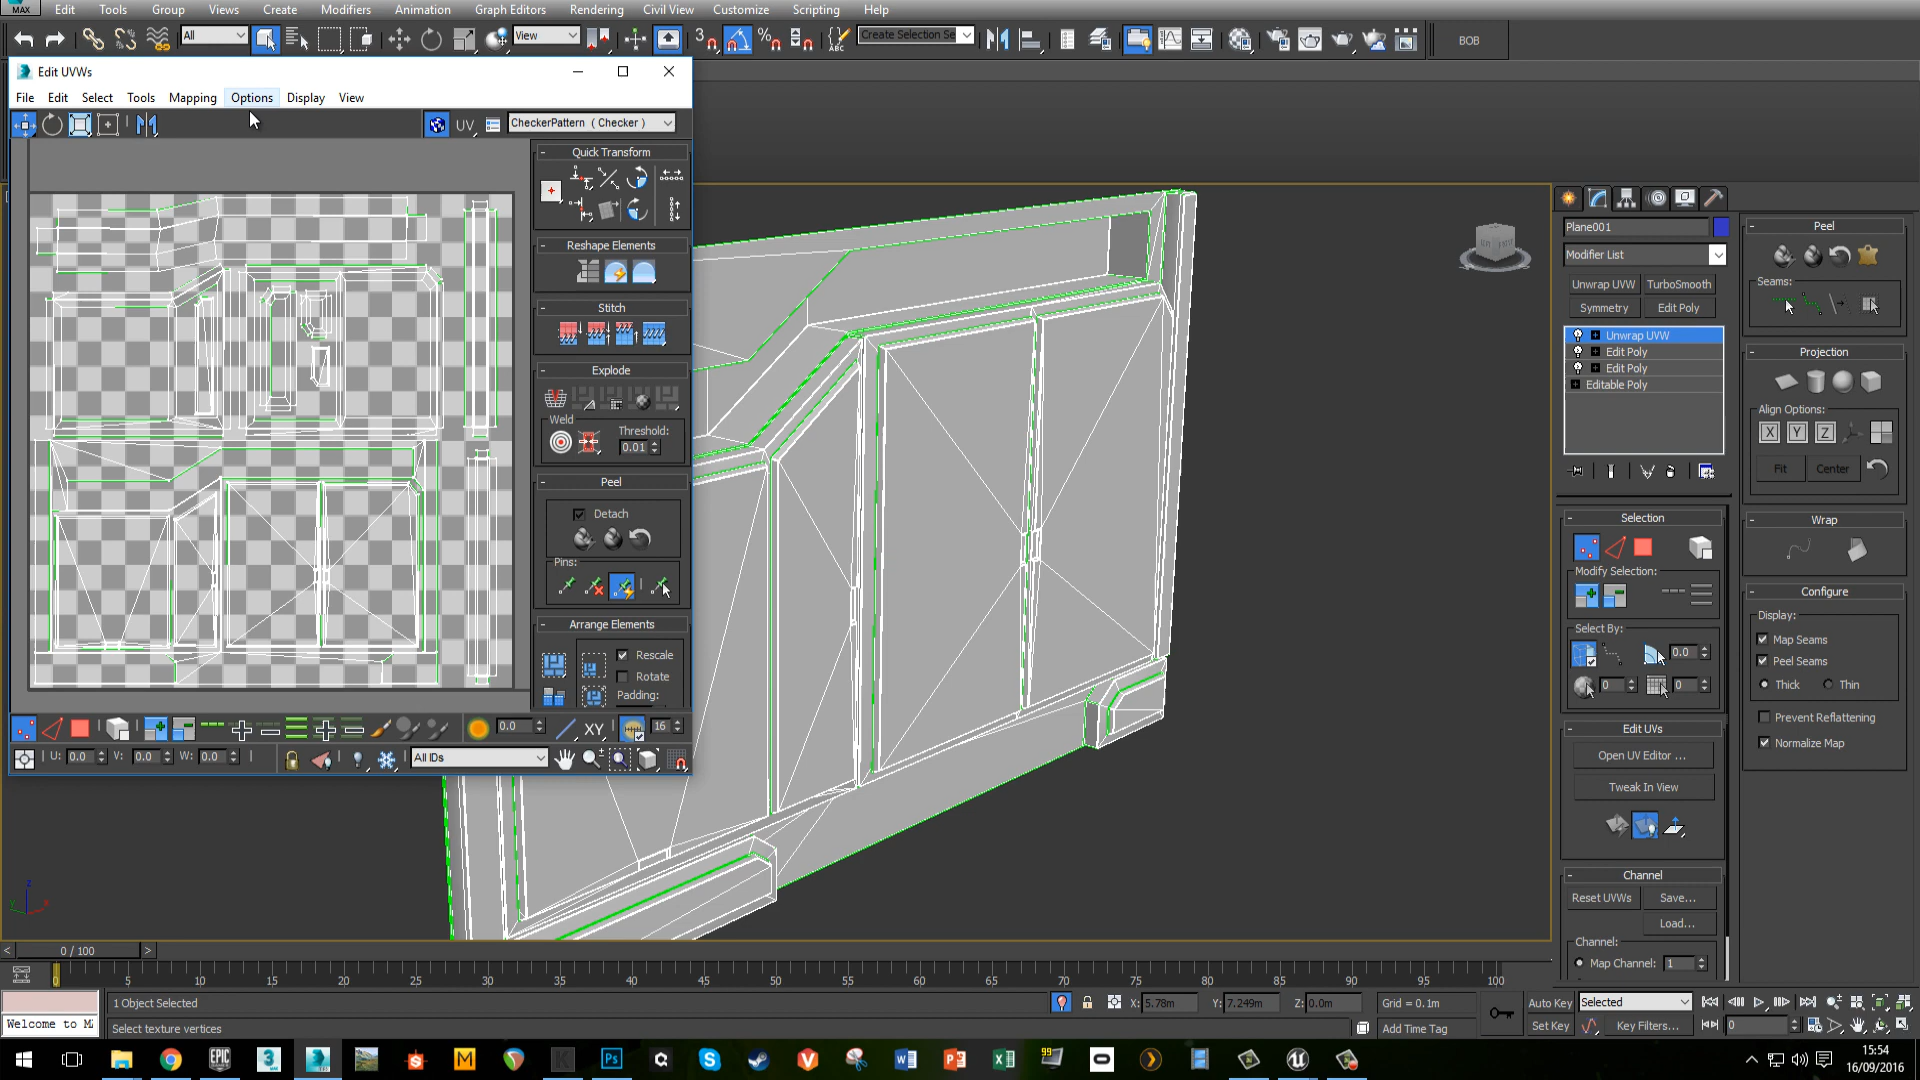 MAX Edit Tools Group Views Create Modifiers Animation Graph Editors Rendering Civil View Customize Scripting Help
All View 3 ABC Create Selection Se BOB
Edit UVWs
File Edit Select Tools Mapping Options Display View
UV CheckerPattern ( Checker )
Quick Transform
Reshape Elements
Stitch
Explode
Weld
Threshold:
0.01
Peel
Detach
Pins:
Arrange Elements
Rescale
Rotate
Padding:
0.0 XY 16
U: 0.0 V: 0.0 W: 0.0 All IDs
Plane001
Modifier List
Unwrap UVW TurboSmooth
Symmetry Edit Poly
Unwrap UVW
Edit Poly
Edit Poly
Editable Poly
Selection
Modify Selection:
Select By:
0.0
0 0
Edit UVs
Open UV Editor ...
Tweak In View
Channel
Reset UVWs Save...
Load...
Channel:
Map Channel: 1
Peel
Seams:
Projection
Align Options:
X Y Z
Fit Center
Wrap
Configure
Display:
Map Seams
Peel Seams
Thick Thin
Prevent Reflattening
Normalize Map
< 0 / 100 >
0 5 10 15 20 25 30 35 40 45 50 55 60 65 70 75 80 85 90 95 100
1 Object Selected X: 5.78m Y: 7.249m Z: 0.0m Grid = 0.1m Auto Key Selected
Welcome to M Select texture vertices Add Time Tag Set Key Key Filters... 0
15:54
16/09/2016